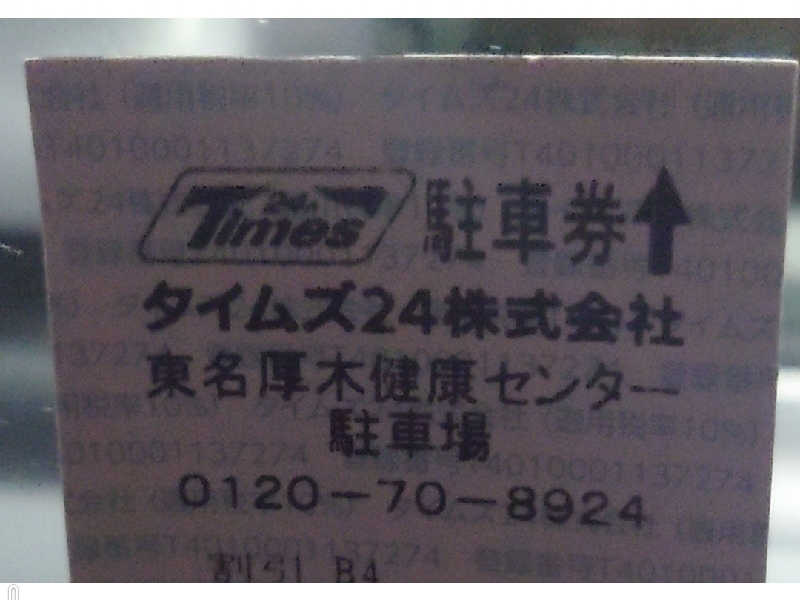 Times 24h 駐車券 ↑
タイムズ24株式会社
東名厚木健康センター
駐車場
0120-70-8924
割引 B4